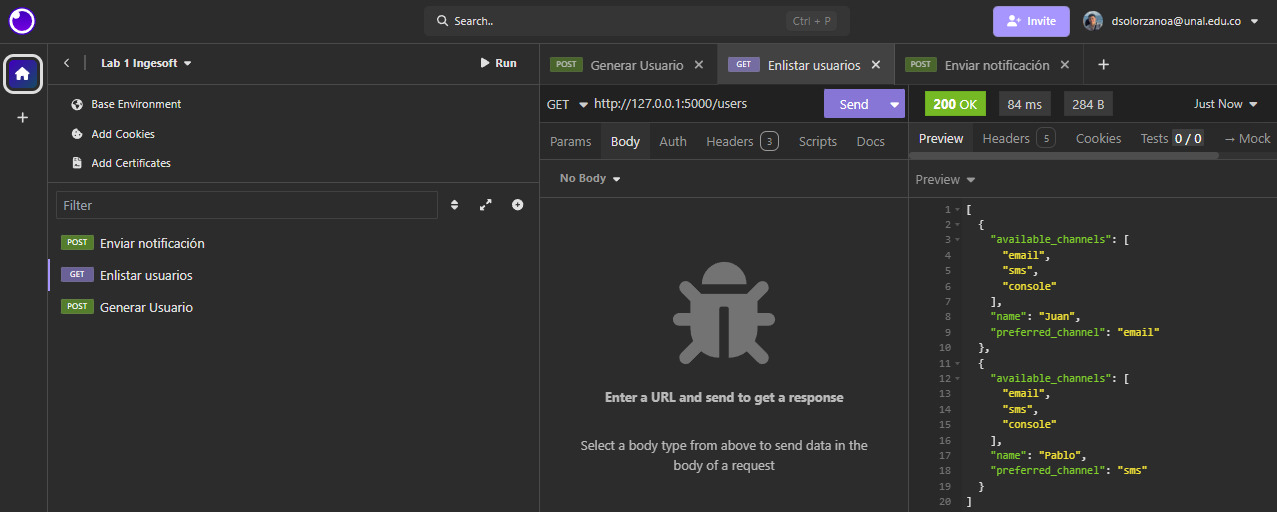 Search..
Ctrl + P
Invite
dsolorzanoa@unal.edu.co
Lab 1 Ingesoft
Run
Base Environment
Add Cookies
Add Certificates
Filter
POST Enviar notificación
GET Enlistar usuarios
POST Generar Usuario
POST Generar Usuario
GET Enlistar usuarios
POST Enviar notificación
GET http://127.0.0.1:5000/users
Send
Params Body Auth Headers 3 Scripts Docs
No Body
Enter a URL and send to get a response
Select a body type from above to send data in the
body of a request
200 OK 84 ms 284 B Just Now
Preview Headers 5 Cookies Tests 0 / 0 → Mock
Preview
1 [
2 {
3 "available_channels": [
4 "email",
5 "sms",
6 "console"
7 ],
8 "name": "Juan",
9 "preferred_channel": "email"
10 },
11 {
12 "available_channels": [
13 "email",
14 "sms",
15 "console"
16 ],
17 "name": "Pablo",
18 "preferred_channel": "sms"
19 }
20 ]